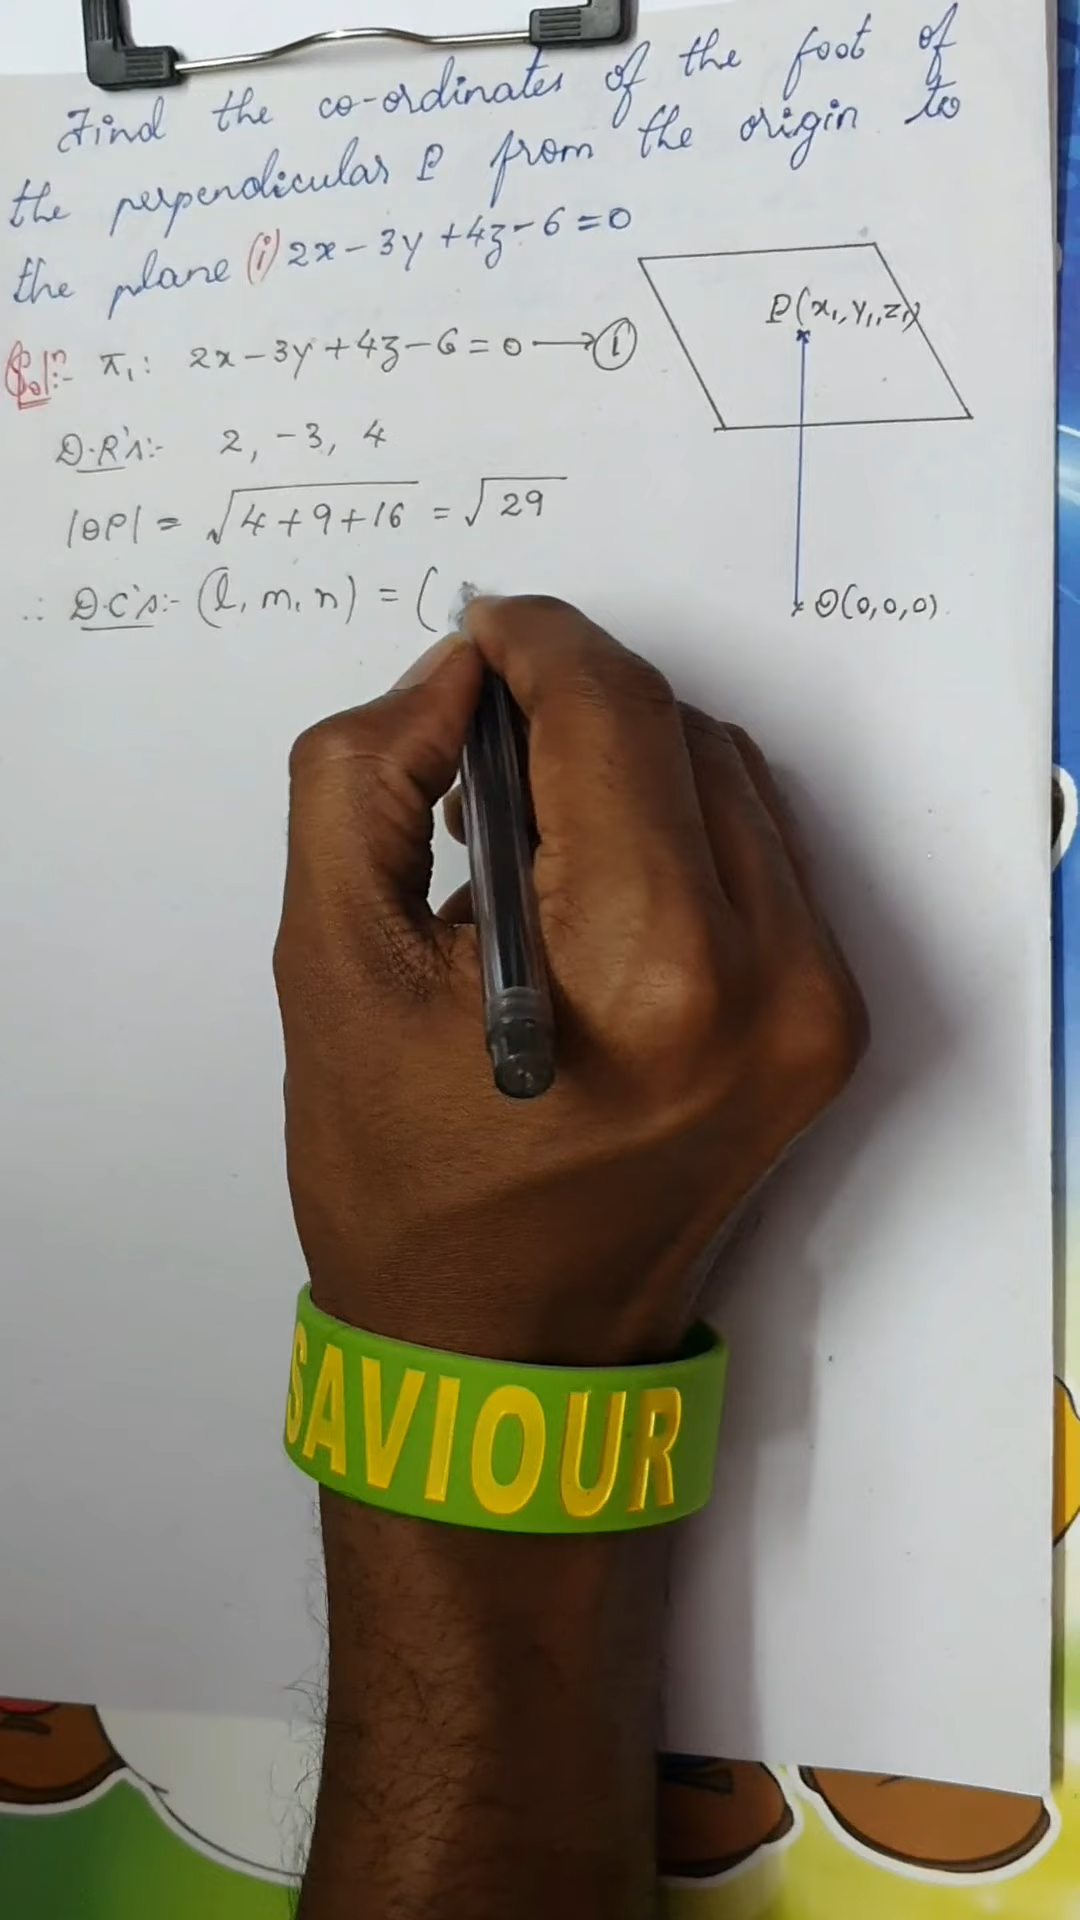 Find the co-ordinates of the foot of
the perpendicular P from the origin to
the plane (i) 2x-3y+4z-6=0
Sol^n:- π₁: 2x-3y+4z-6=0 → ①
P(x₁,y₁,z₁)
D.R's:- 2, -3, 4
|OP| = √4+9+16 = √29
∴ D.C's:- (l, m, n) = (
O(0,0,0).
SAVIOUR